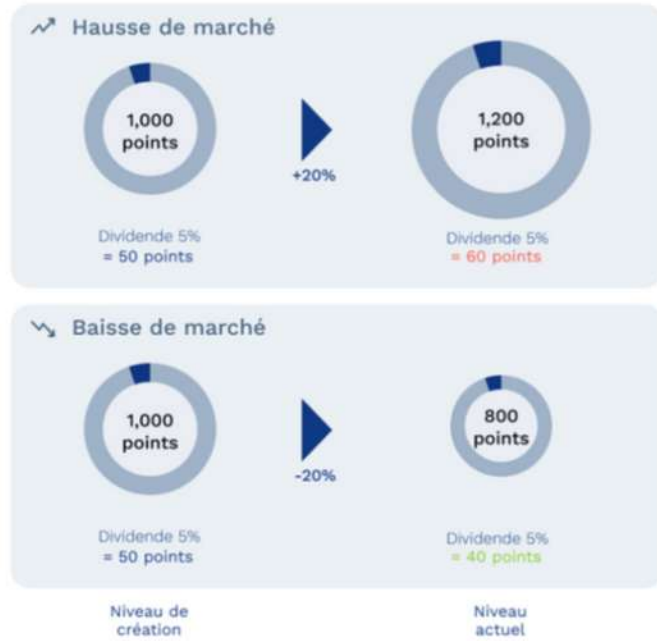 Hausse de marché
1,000
points
+20%
1,200
points
Dividende 5%
= 50 points
Dividende 5%
= 60 points
Baisse de marché
1,000
points
-20%
800
points
Dividende 5%
= 50 points
Dividende 5%
= 40 points
Niveau de
création
Niveau
actuel